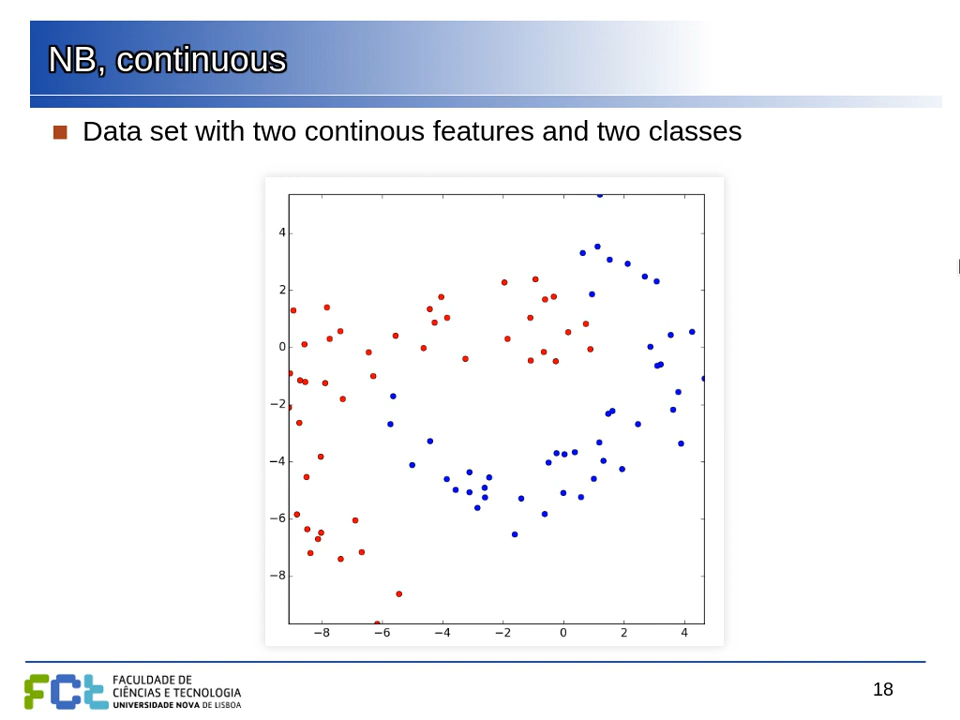 NB, continuous
Data set with two continous features and two classes
4
2
0
−2
−4
−6
−8
−8 −6 −4 −2 0 2 4
FCt
FACULDADE DE
CIÊNCIAS E TECNOLOGIA
UNIVERSIDADE NOVA DE LISBOA
18